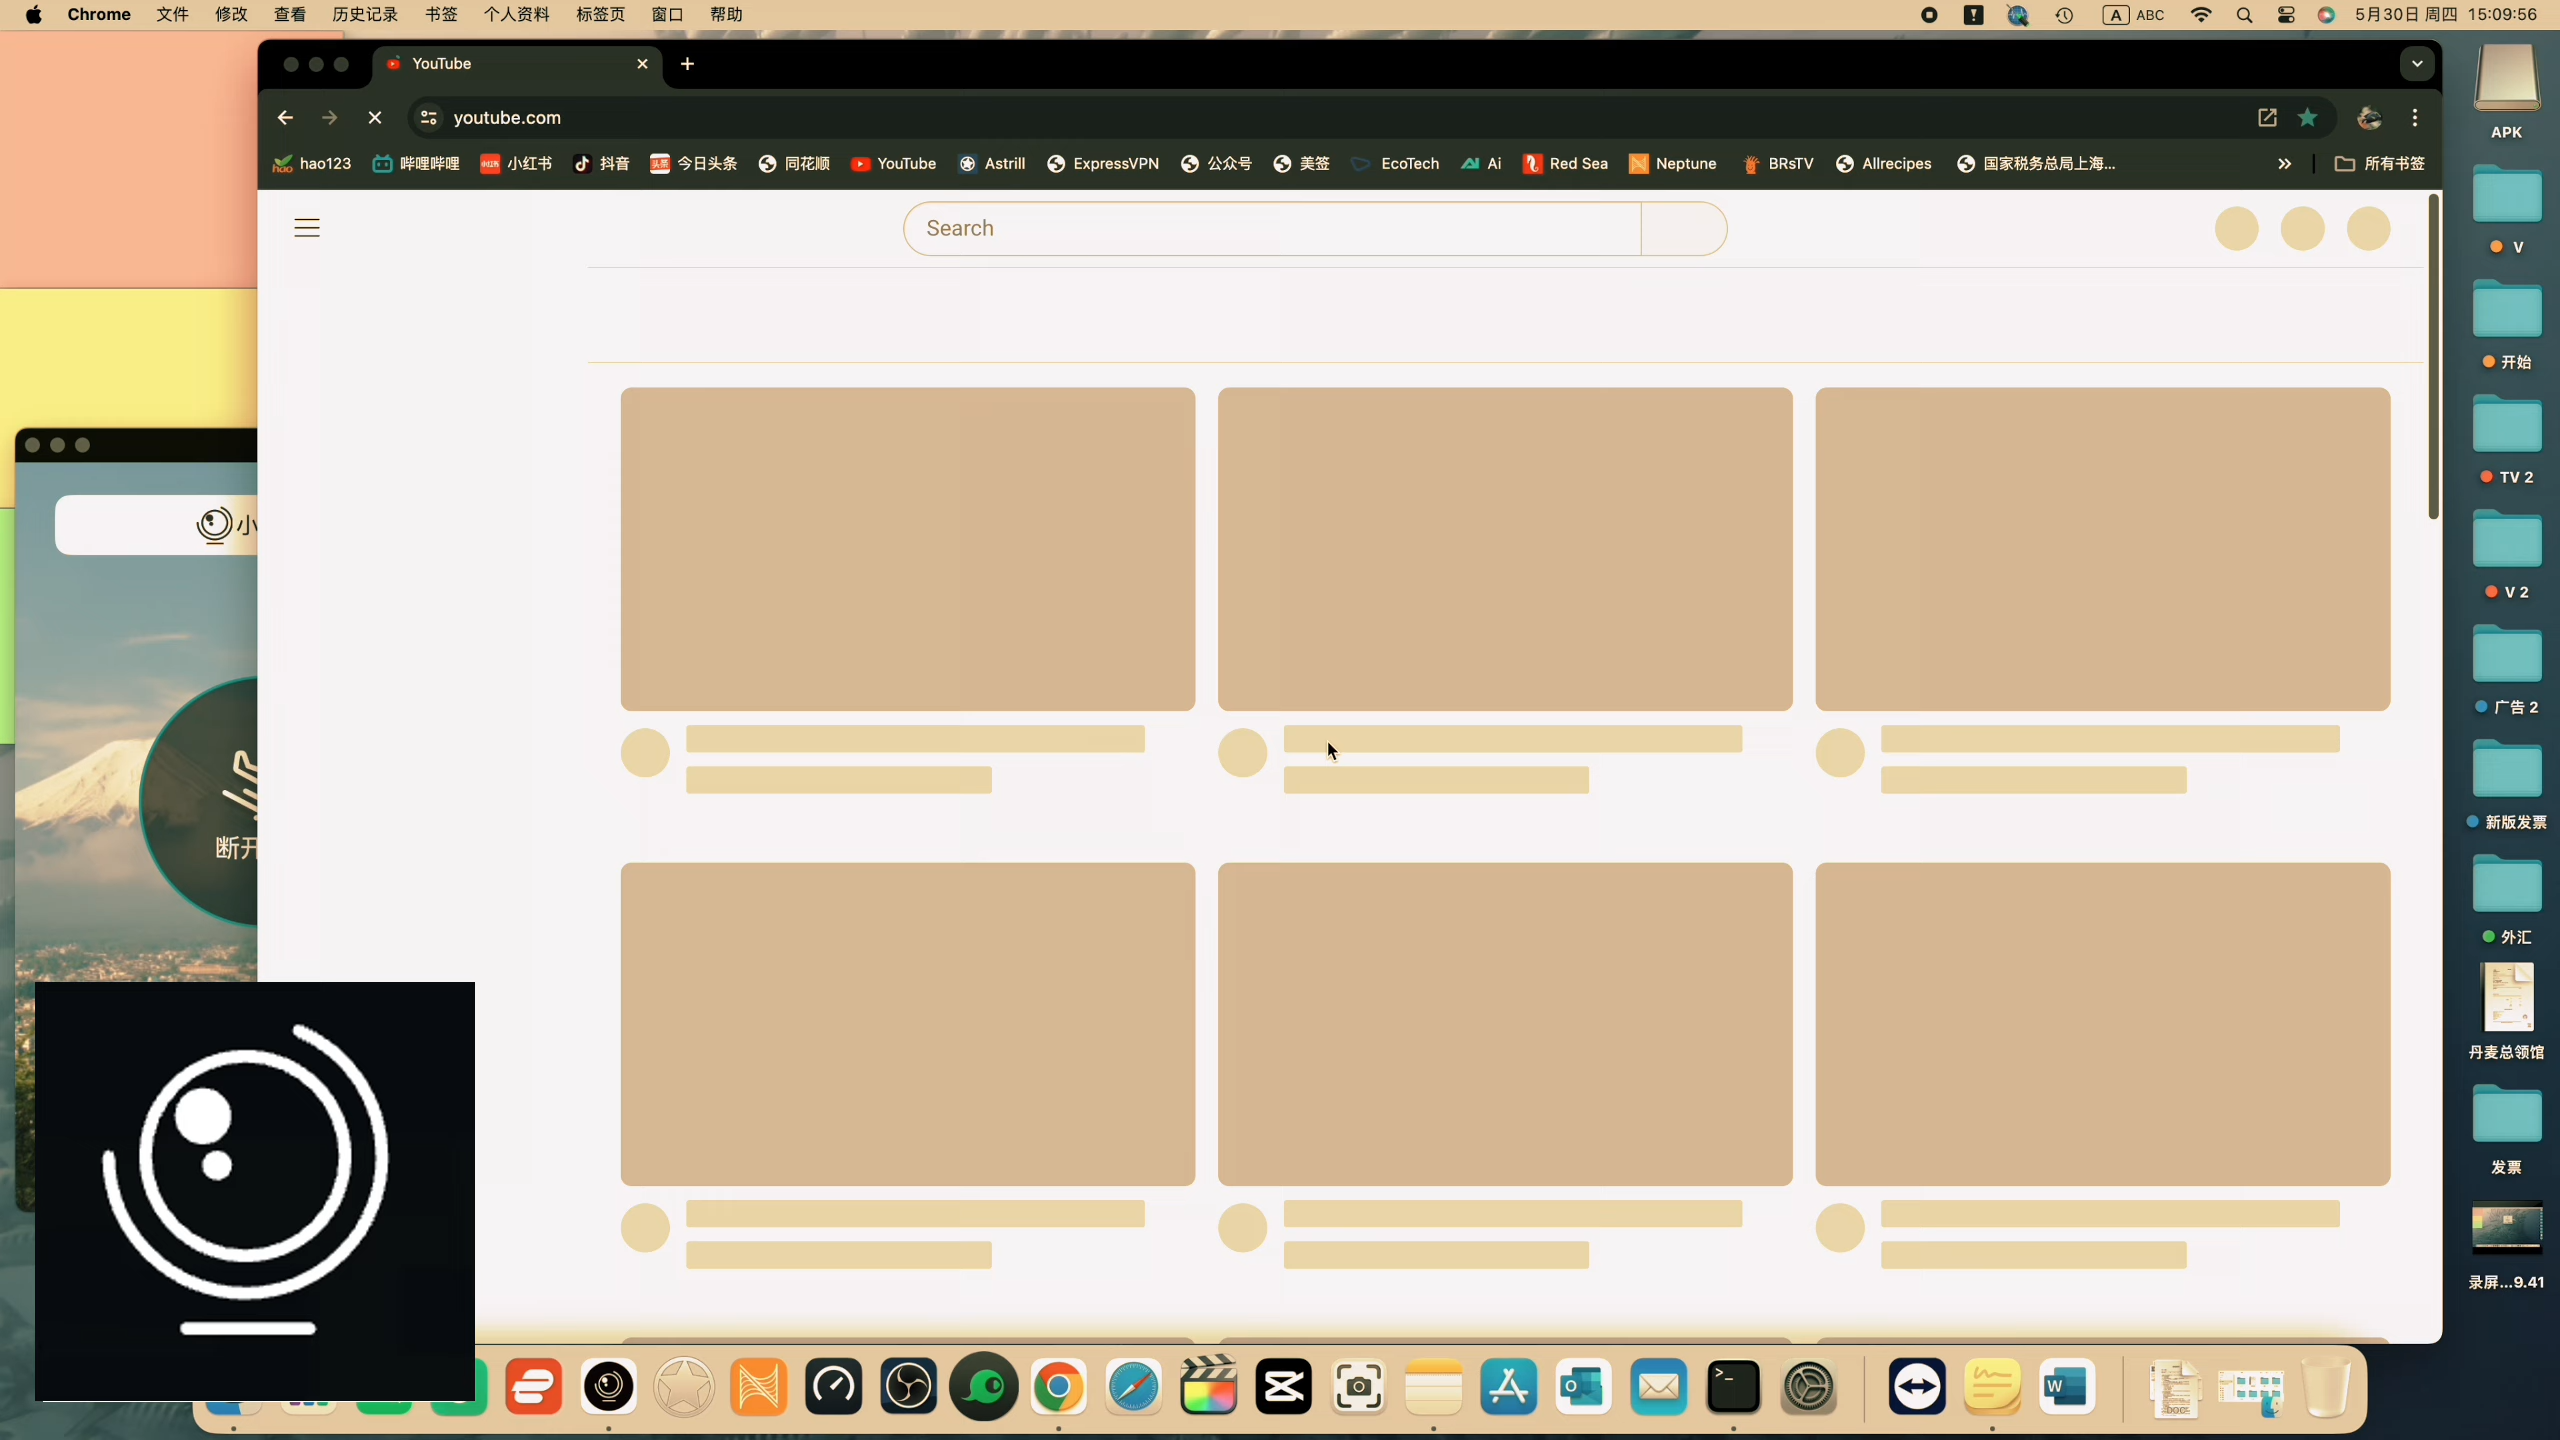 Chrome 文件 修改 查看 历史记录 书签 个人资料 标签页 窗口 帮助
A ABC 5月30日 周四 15:09:56
YouTube
youtube.com
hao123 哔哩哔哩 小红书 抖音 今日头条 同花顺 YouTube Astrill ExpressVPN 公众号 美签 EcoTech Ai Red Sea Neptune BRsTV Allrecipes 国家税务总局上海... 所有书签
Search
小
断开
APK
V
开始
TV 2
V 2
广告 2
新版发票
外汇
丹麦总领馆
发票
录屏...9.41